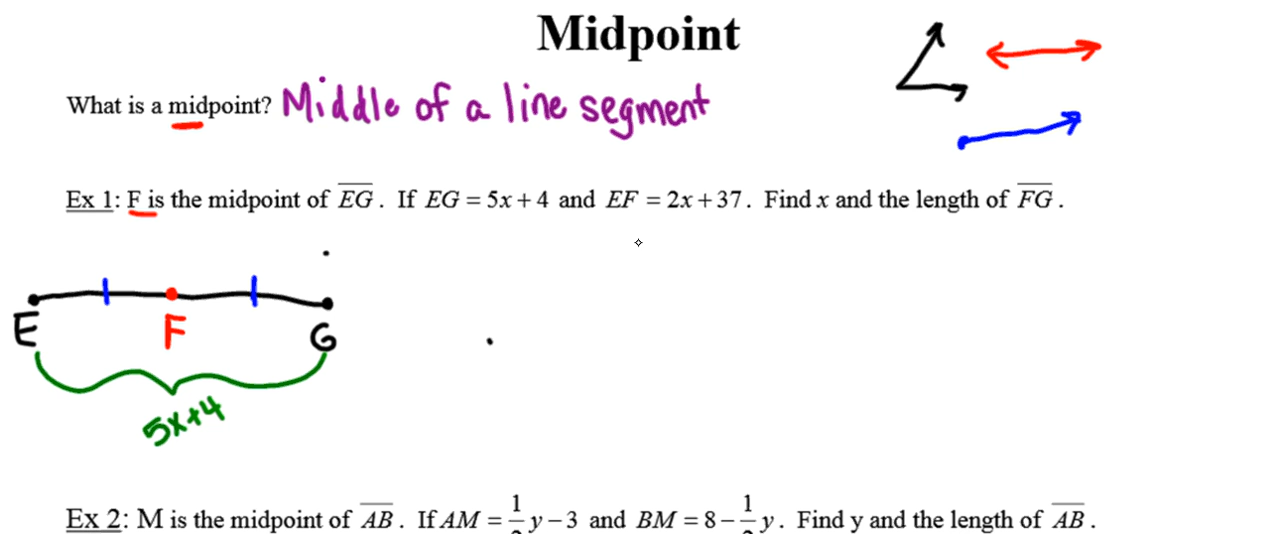 Midpoint
What is a midpoint? Middle of a line segment
Ex 1: F is the midpoint of EG. If EG = 5x + 4 and EF = 2x + 37. Find x and the length of FG.
E F G
5x+4
Ex 2: M is the midpoint of AB. If AM = 1/ y − 3 and BM = 8 − 1/ y. Find y and the length of AB.